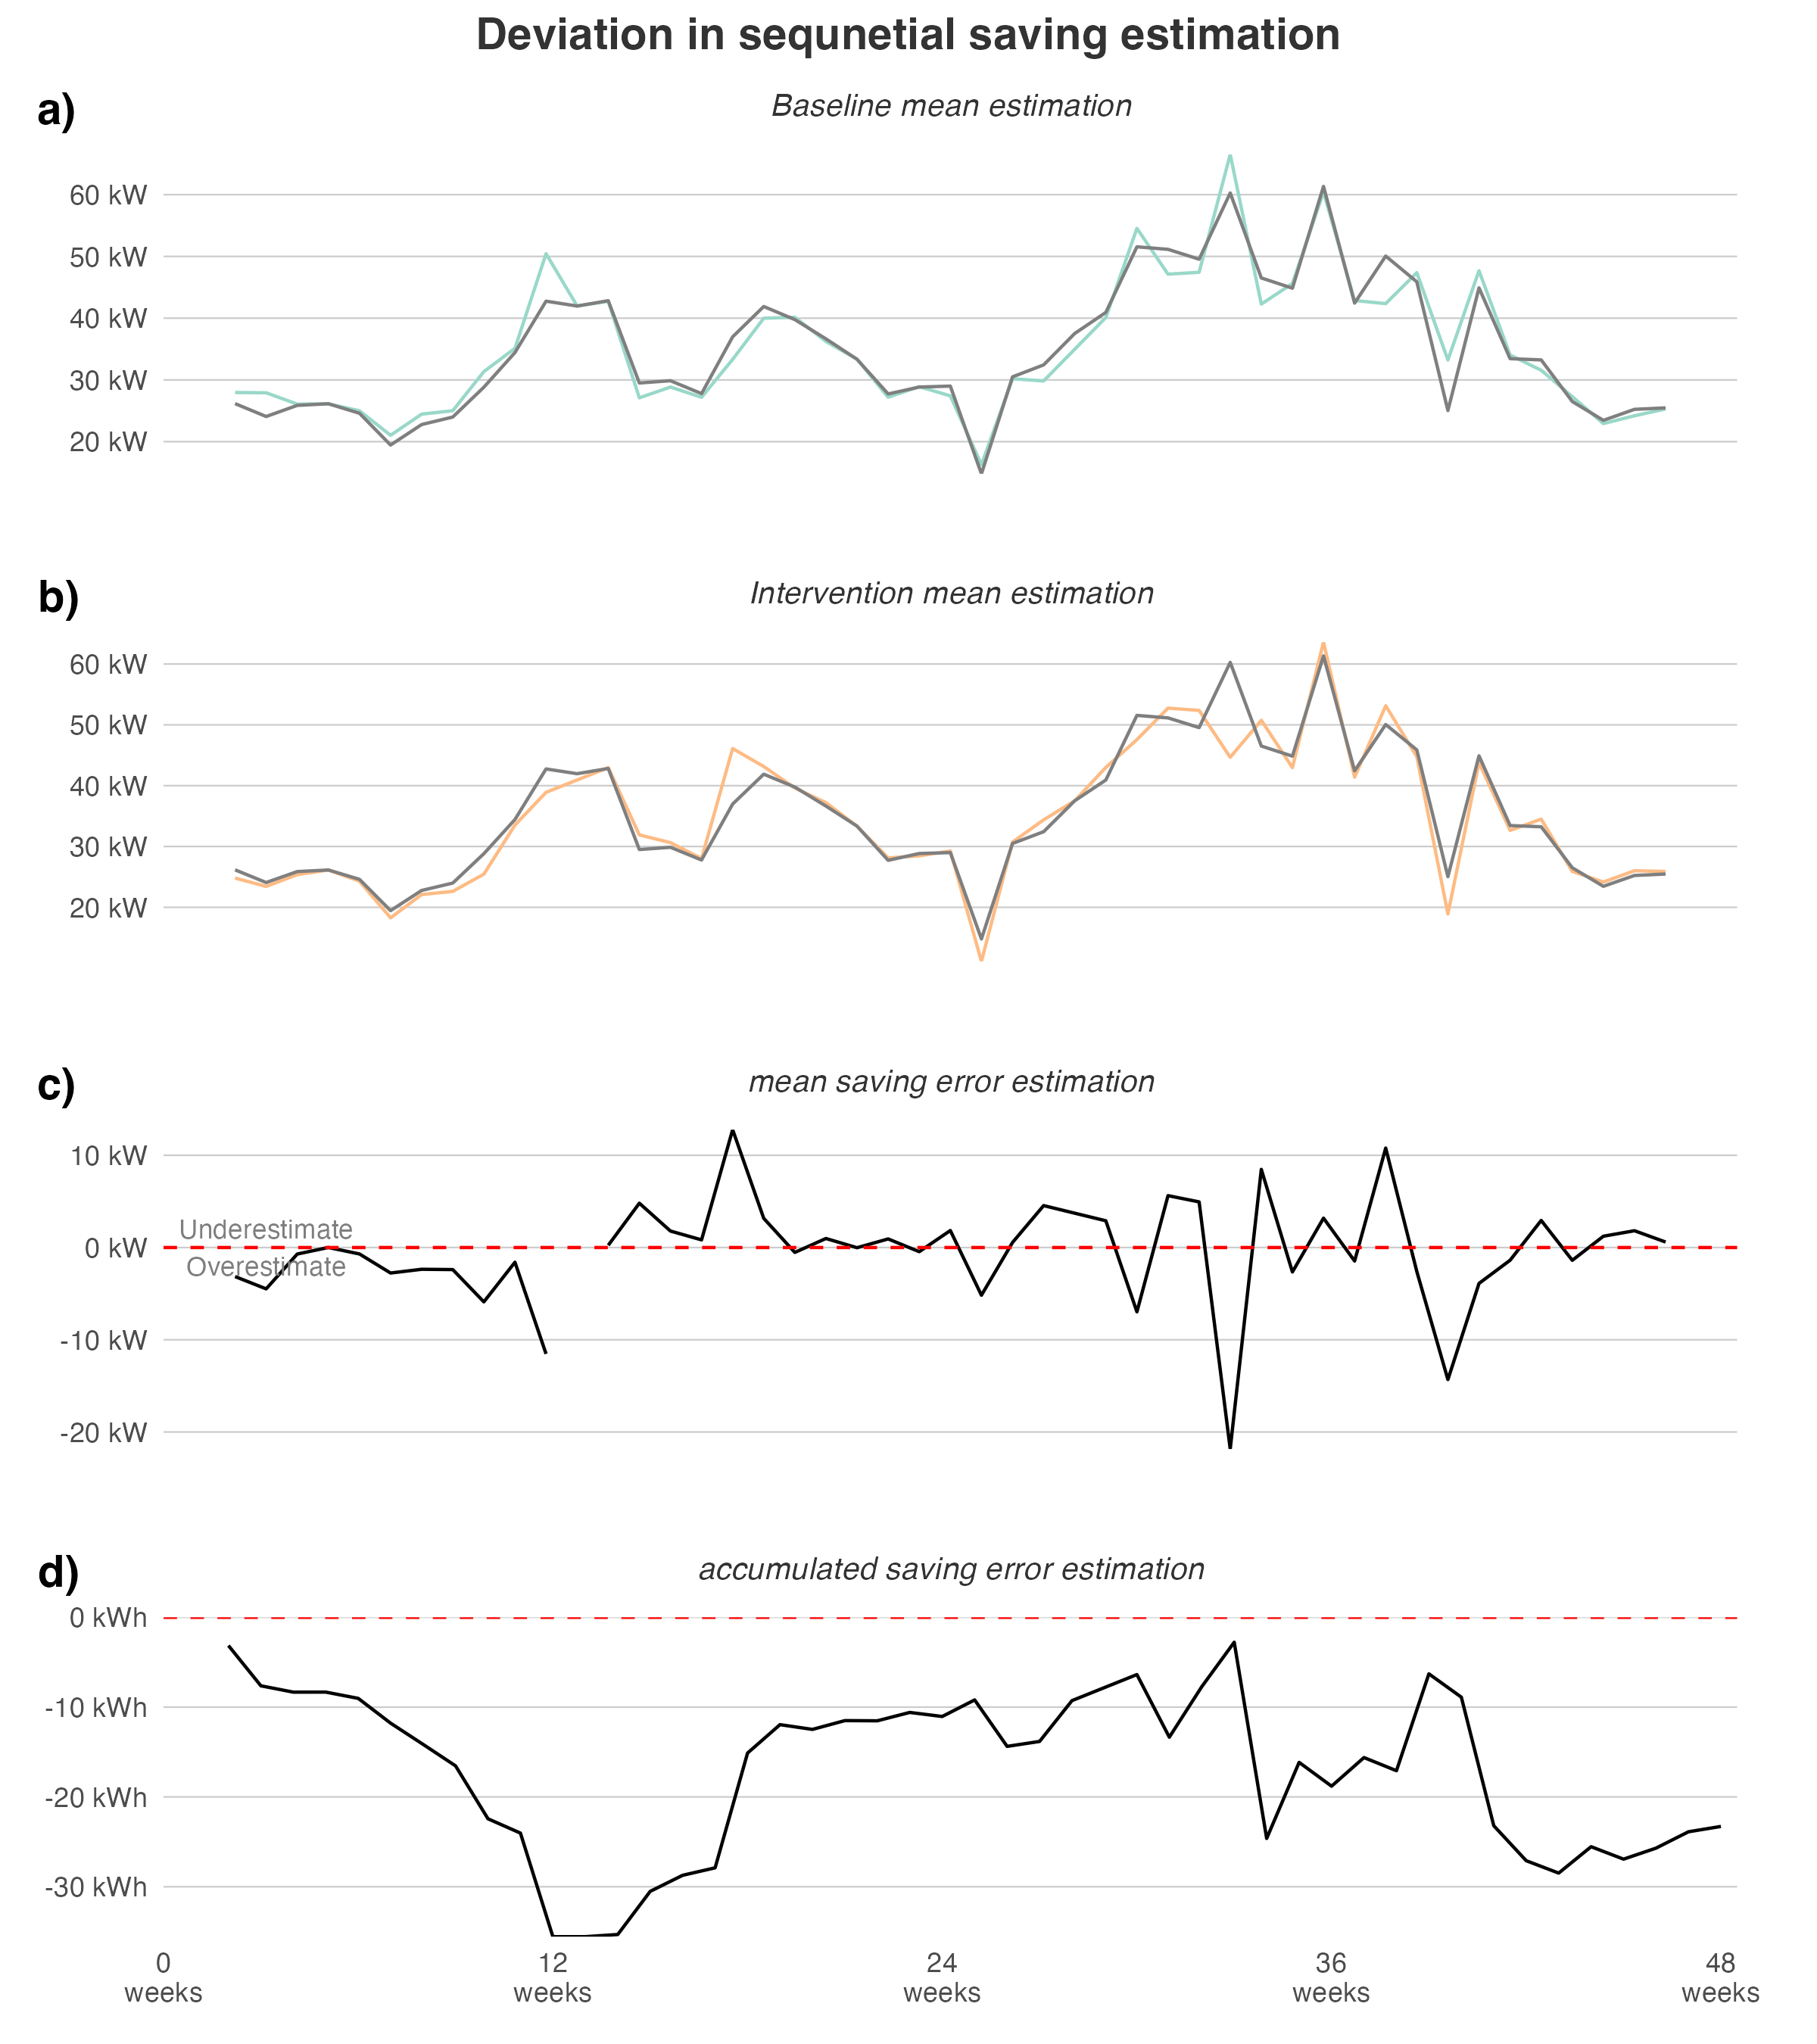 Deviation in sequnetial saving estimation
a)
Baseline mean estimation
60 kW
50 kW
40 kW
30 kW
20 kW
b)
Intervention mean estimation
60 kW
50 kW
40 kW
30 kW
20 kW
c)
mean saving error estimation
10 kW
Underestimate
0 kW
Overestimate
-10 kW
-20 kW
d)
accumulated saving error estimation
0 kWh
-10 kWh
-20 kWh
-30 kWh
0 12 24 36 48
weeks weeks weeks weeks weeks